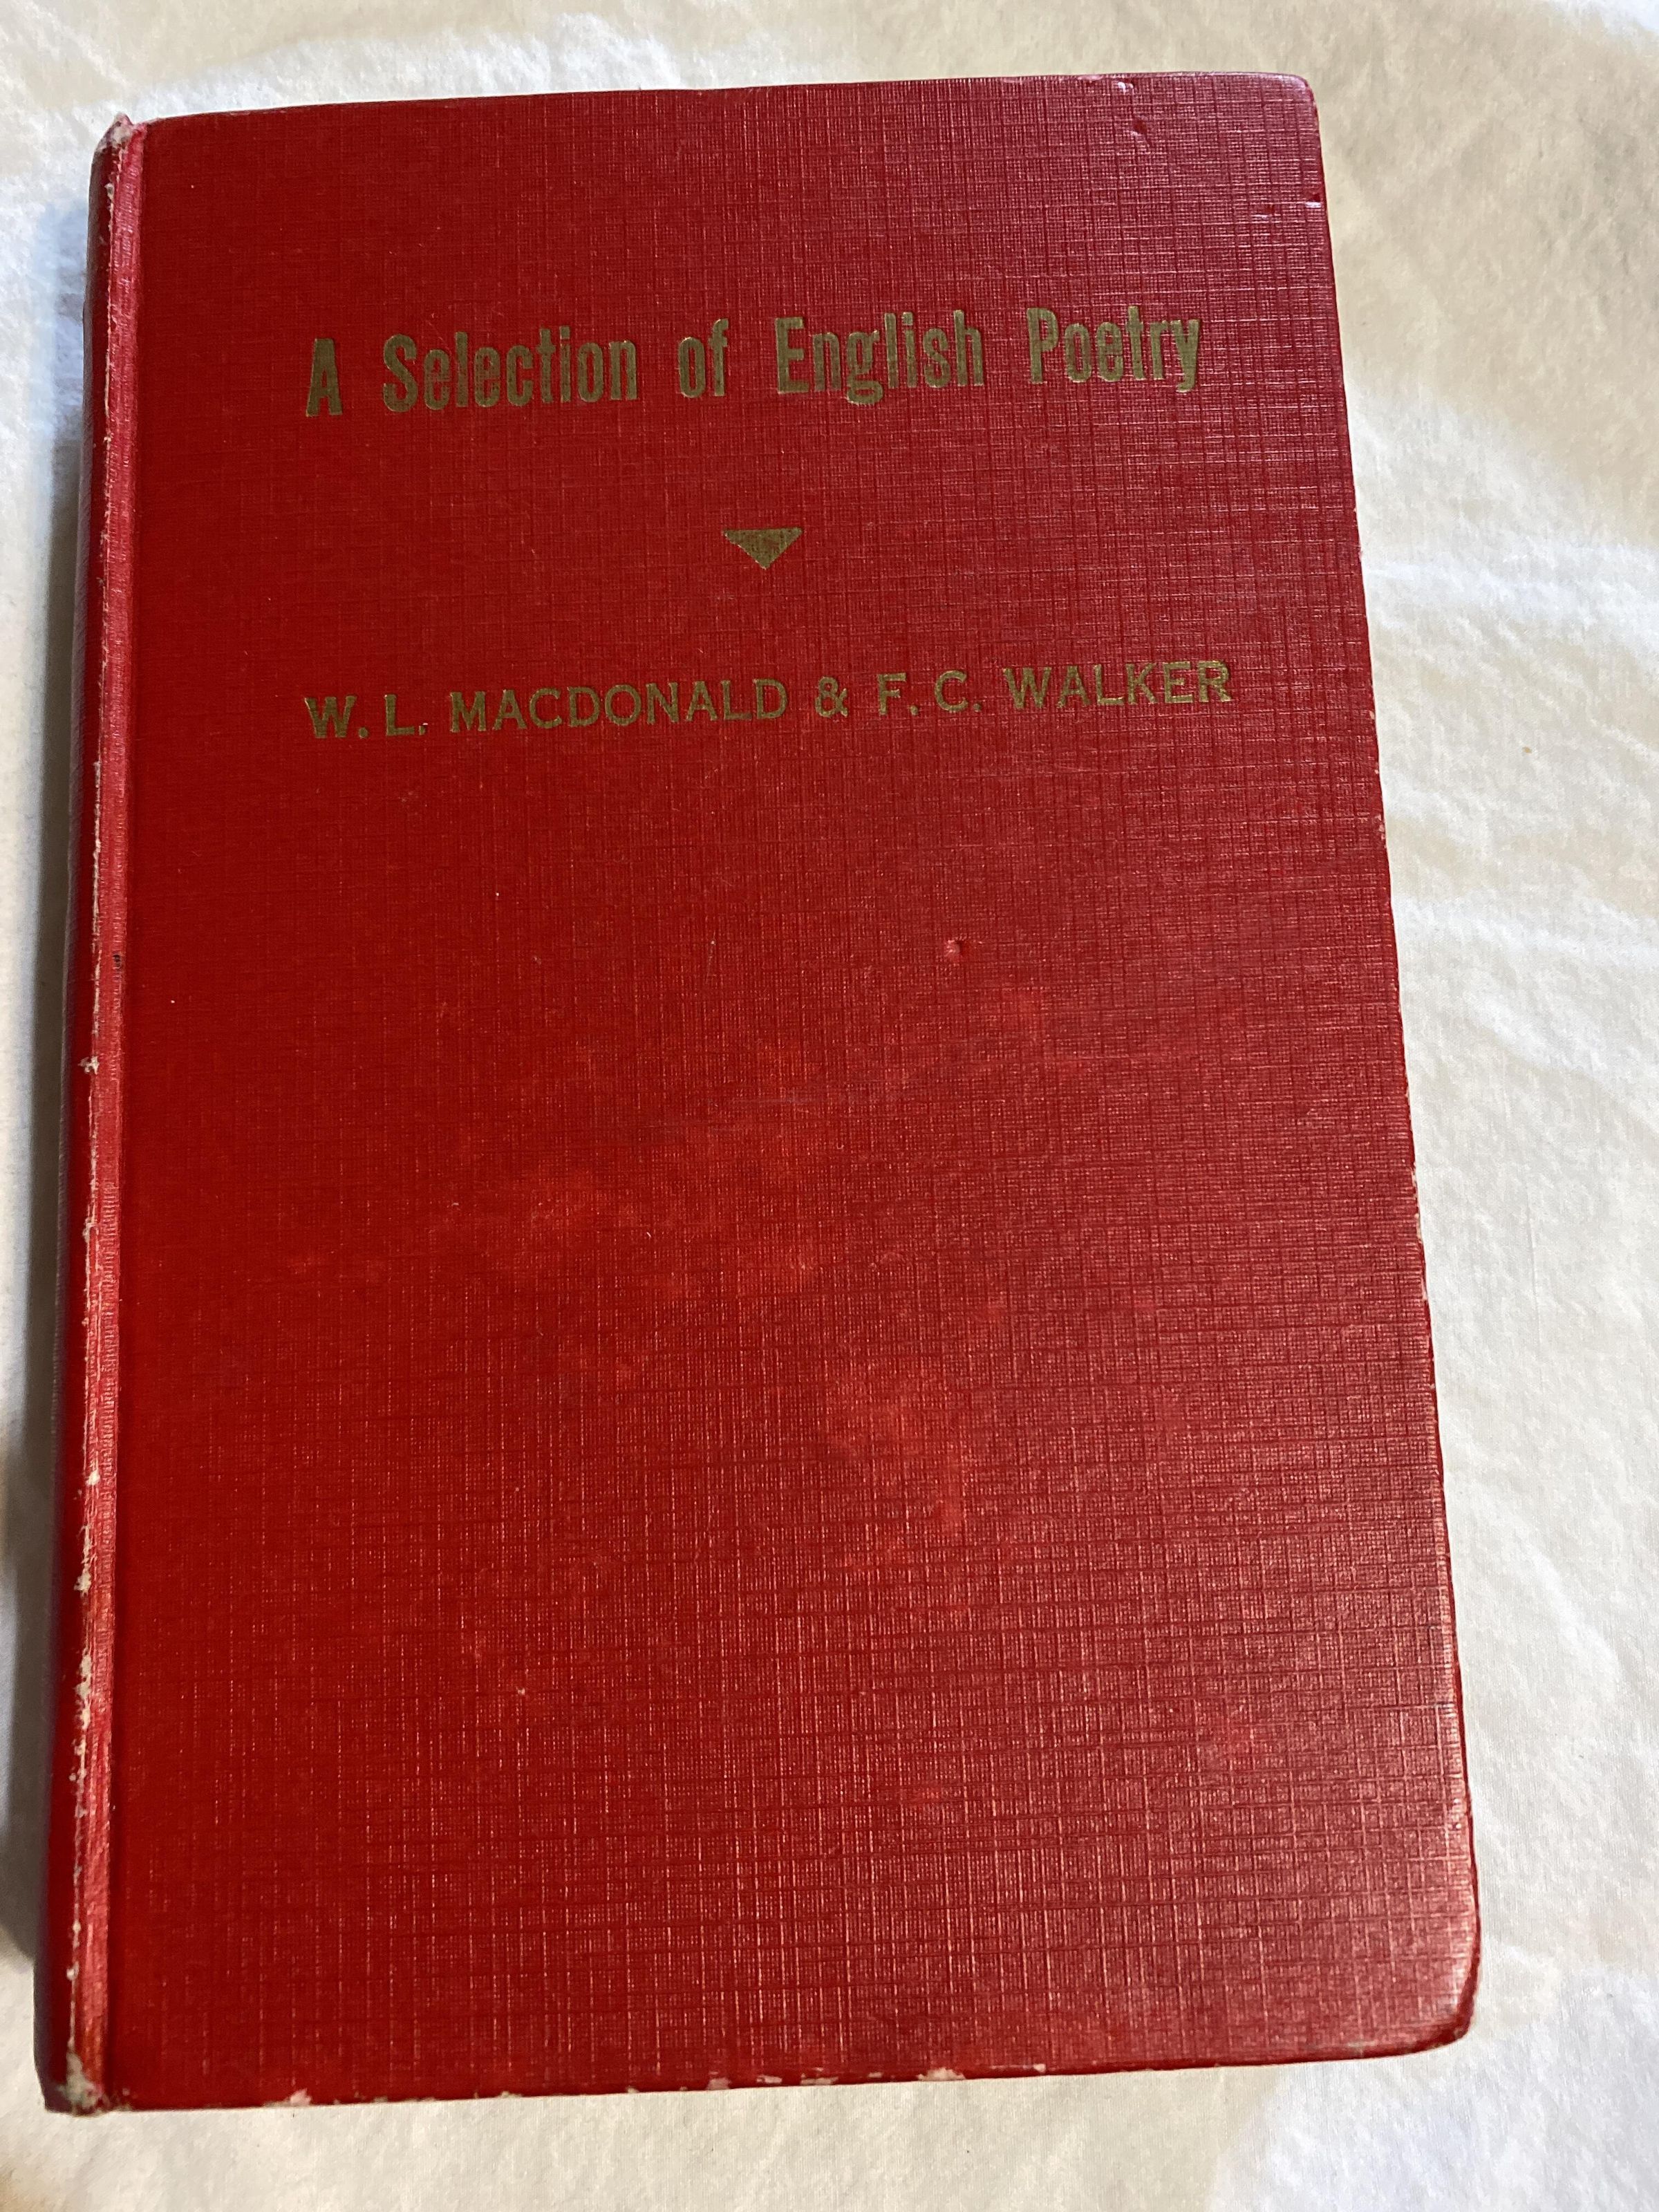 A Selection of English Poetry
W. L. MACDONALD & F. C. WALKER